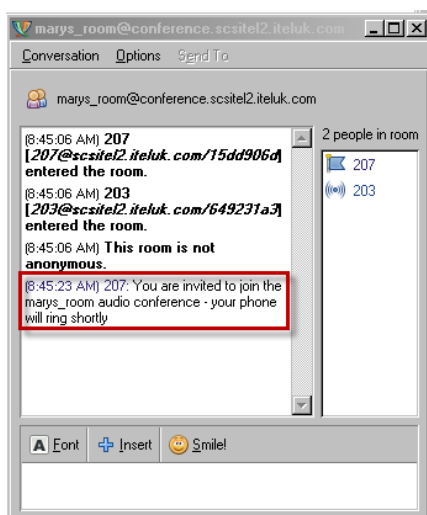 marys_room@conference.scsitel2.iteluk.com
Conversation Options Send To
marys_room@conference.scsitel2.iteluk.com
(8:45:06 AM) 207
[207@scsitel2.iteluk.com/15dd906d]
entered the room.
(8:45:06 AM) 203
[203@scsitel2.iteluk.com/649231a3]
entered the room.
(8:45:06 AM) This room is not
anonymous.
(8:45:23 AM) 207: You are invited to join the
marys_room audio conference - your phone
will ring shortly
2 people in room
207
203
A Font Insert Smile!